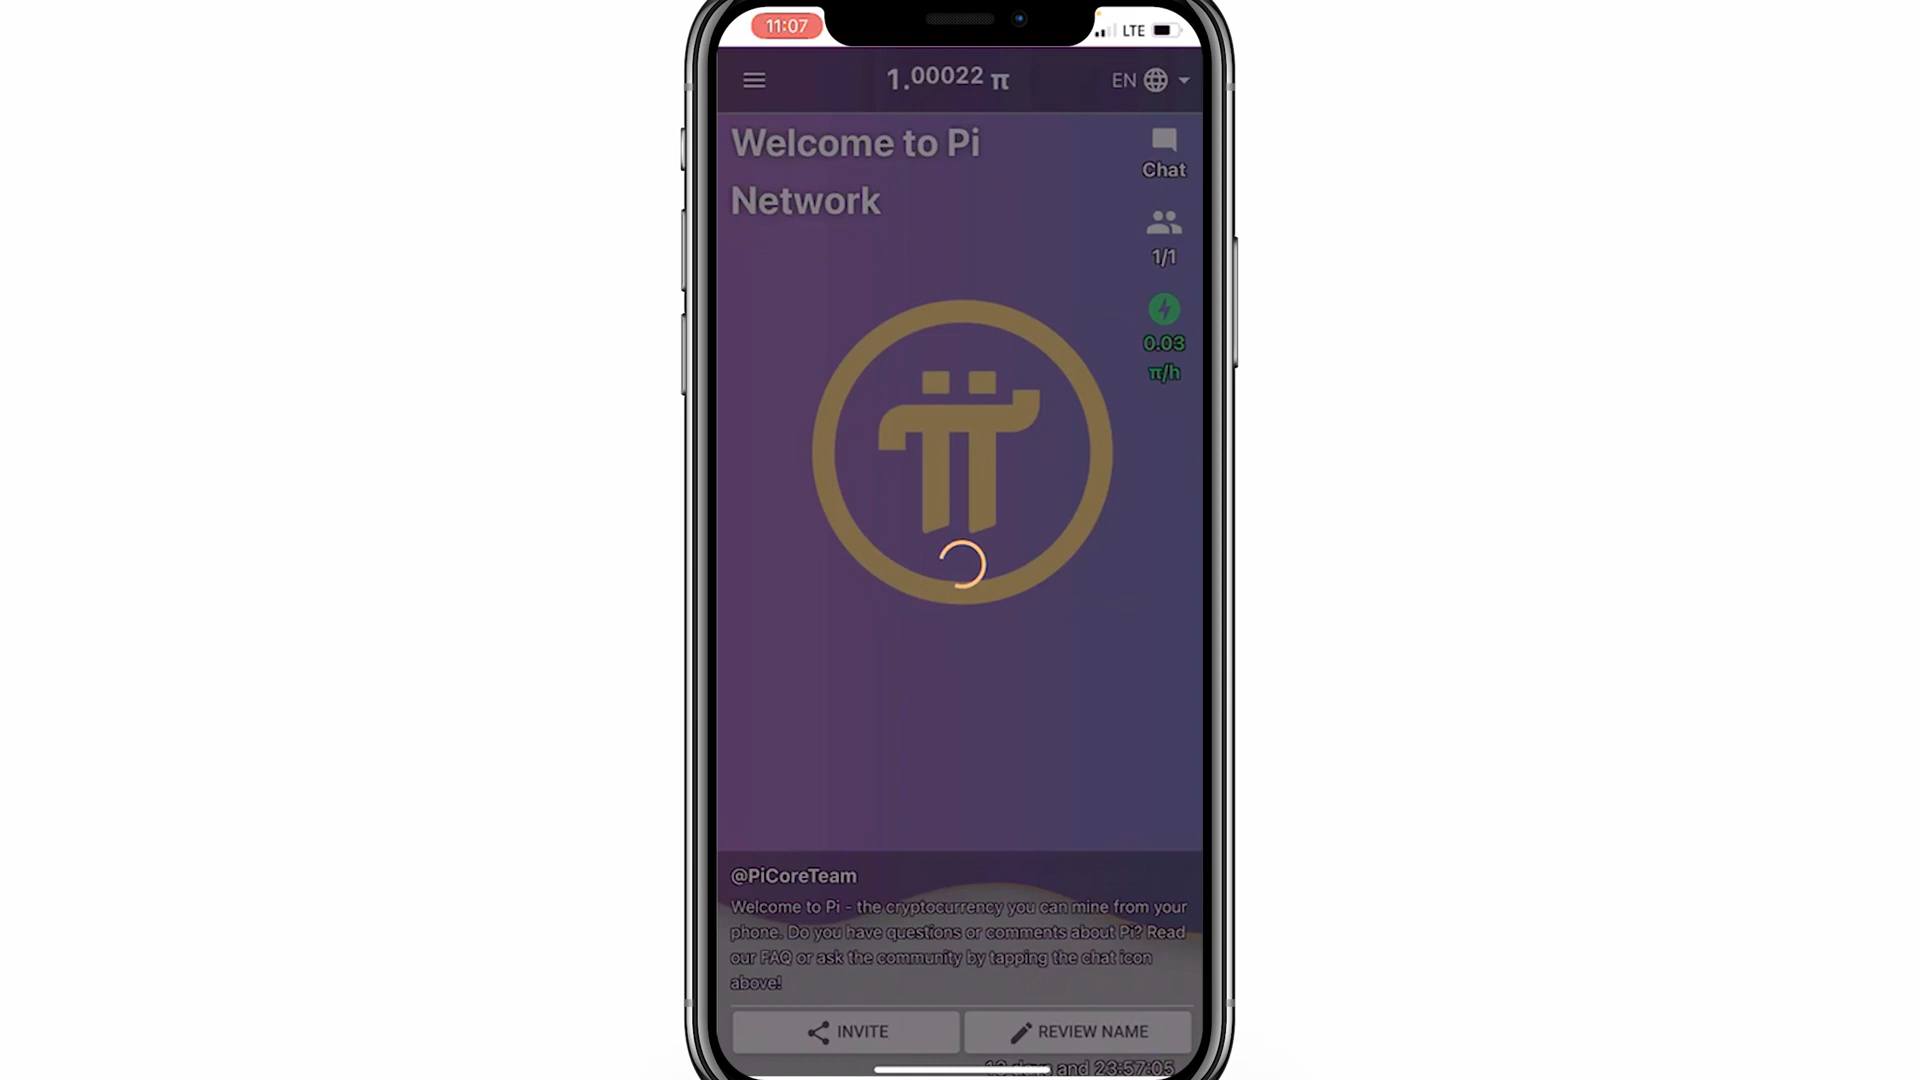 11:07
LTE
1.00022 π
EN
Welcome to Pi
Network
Chat
1/1
0.03
π/h
@PiCoreTeam
Welcome to Pi - the cryptocurrency you can mine from your
phone. Do you have questions or comments about Pi? Read
our FAQ or ask the community by tapping the chat icon
above!
INVITE
REVIEW NAME
13 days and 23:57:05